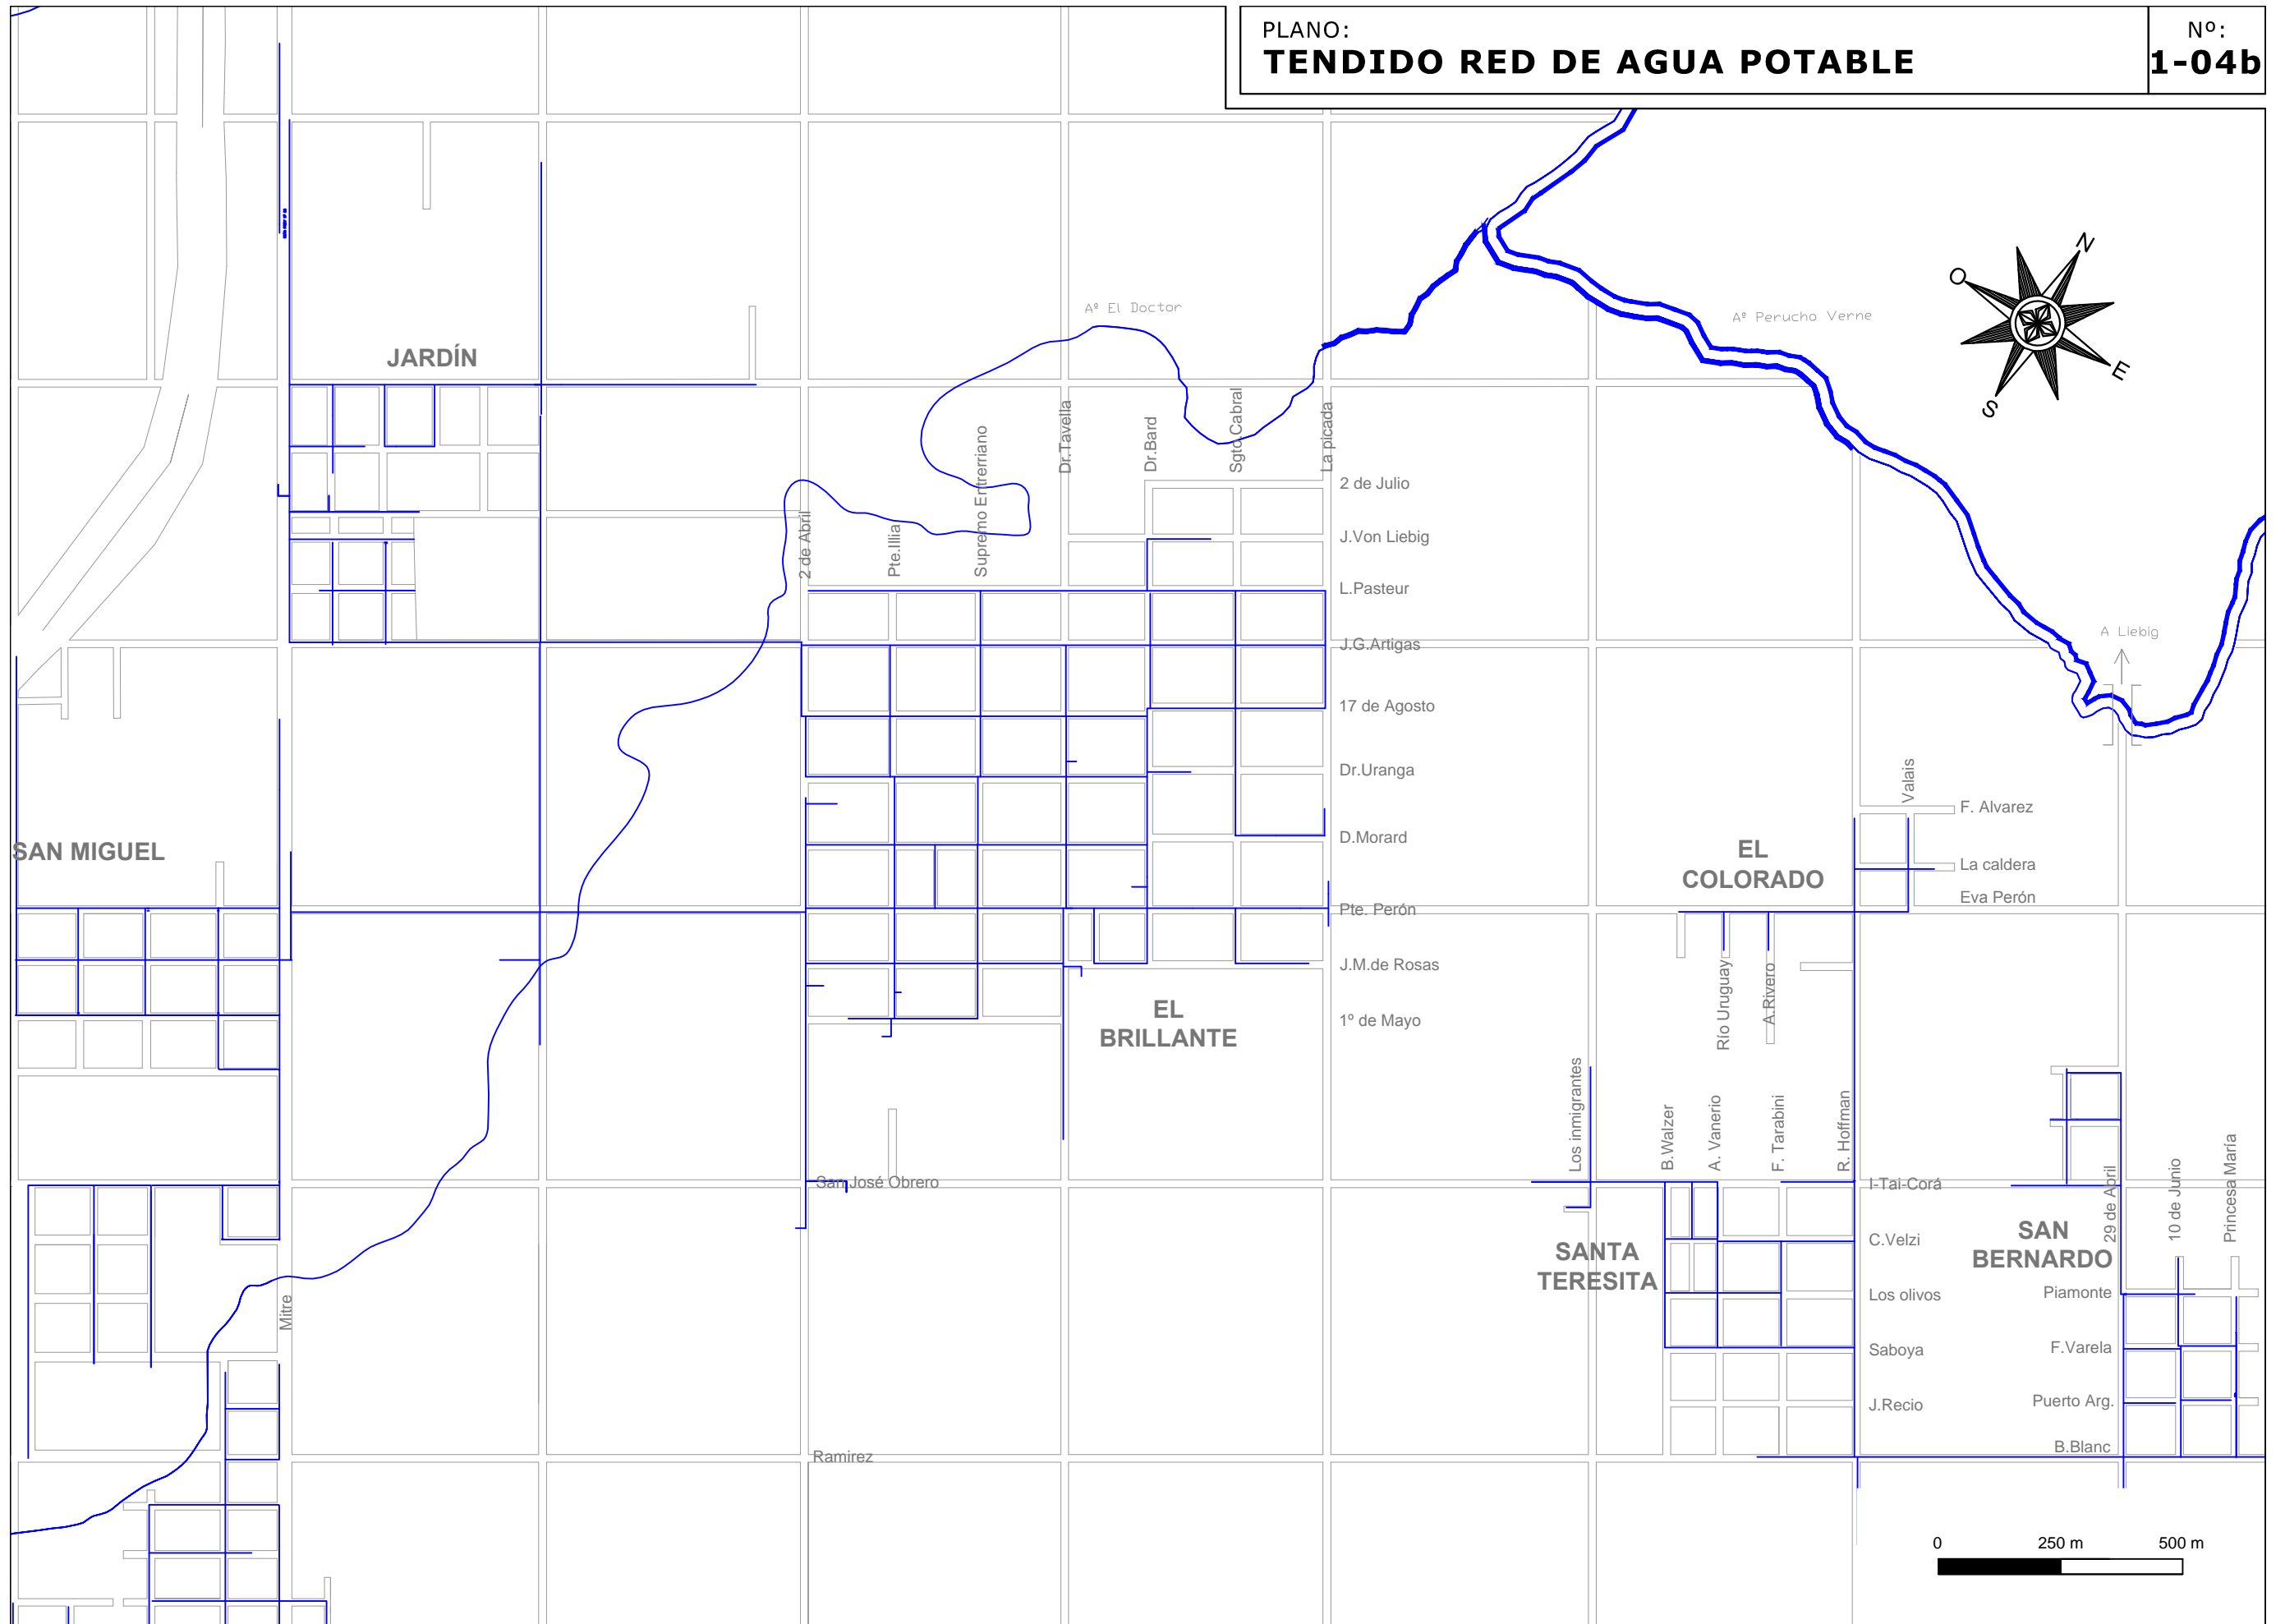 PLANO:
TENDIDO RED DE AGUA POTABLE
Nº:
1-04b
N
O
E
S
Aº El Doctor
Aº Perucho Verne
JARDÍN
Dr.Tavella
Dr.Bard
Sgto.Cabral
La picada
Supremo Entrerriano
2 de Abril
Pte.Illia
2 de Julio
J.Von Liebig
L.Pasteur
J.G.Artigas
17 de Agosto
Dr.Uranga
D.Morard
Pte. Perón
J.M.de Rosas
1º de Mayo
A Liebig
SAN MIGUEL
EL
COLORADO
Valais
F. Alvarez
La caldera
Eva Perón
Río Uruguay
A.Rivero
EL
BRILLANTE
Los inmigrantes
B.Walzer
A. Vanerio
F. Tarabini
R. Hoffman
San José Obrero
I-Tai-Corá
C.Velzi
Los olivos
Saboya
J.Recio
SANTA
TERESITA
SAN
BERNARDO
29 de Abril
10 de Junio
Princesa María
Piamonte
F.Varela
Puerto Arg.
B.Blanc
Mitre
Ramirez
0 250 m 500 m